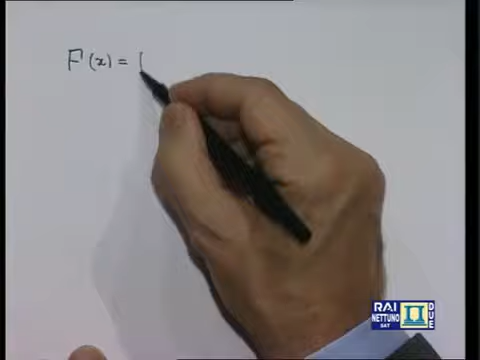 F(x) = [
RAI
NETTUNO
SAT
DUE